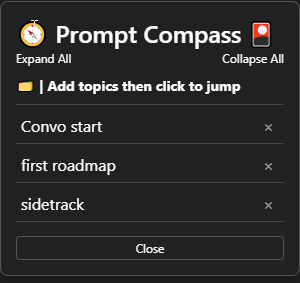 Prompt Compass
Expand All Collapse All
| Add topics then click to jump
Convo start ×
first roadmap ×
sidetrack ×
Close